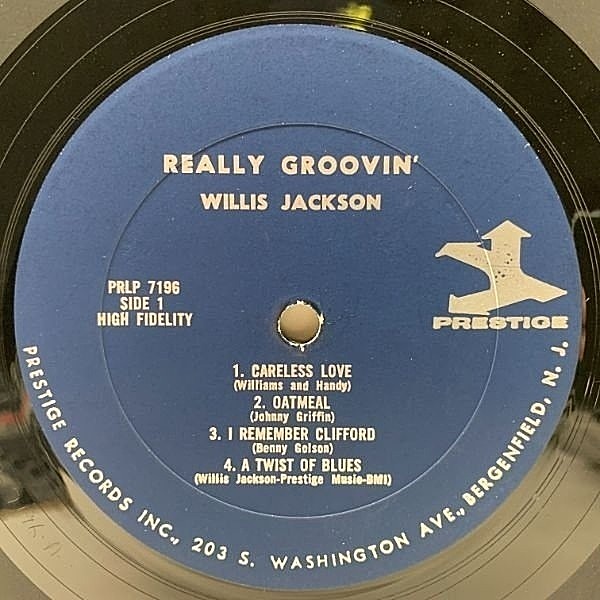 REALLY GROOVIN'
WILLIS JACKSON
PRLP 7196
SIDE 1
HIGH FIDELITY
PRESTIGE
1. CARELESS LOVE
(Williams and Handy)
2. OATMEAL
(Johnny Griffin)
3. I REMEMBER CLIFFORD
(Benny Golson)
4. A TWIST OF BLUES
(Willis Jackson-Prestige Music-BMI)
PRESTIGE RECORDS INC., 203 S. WASHINGTON AVE., BERGENFIELD, N. J.